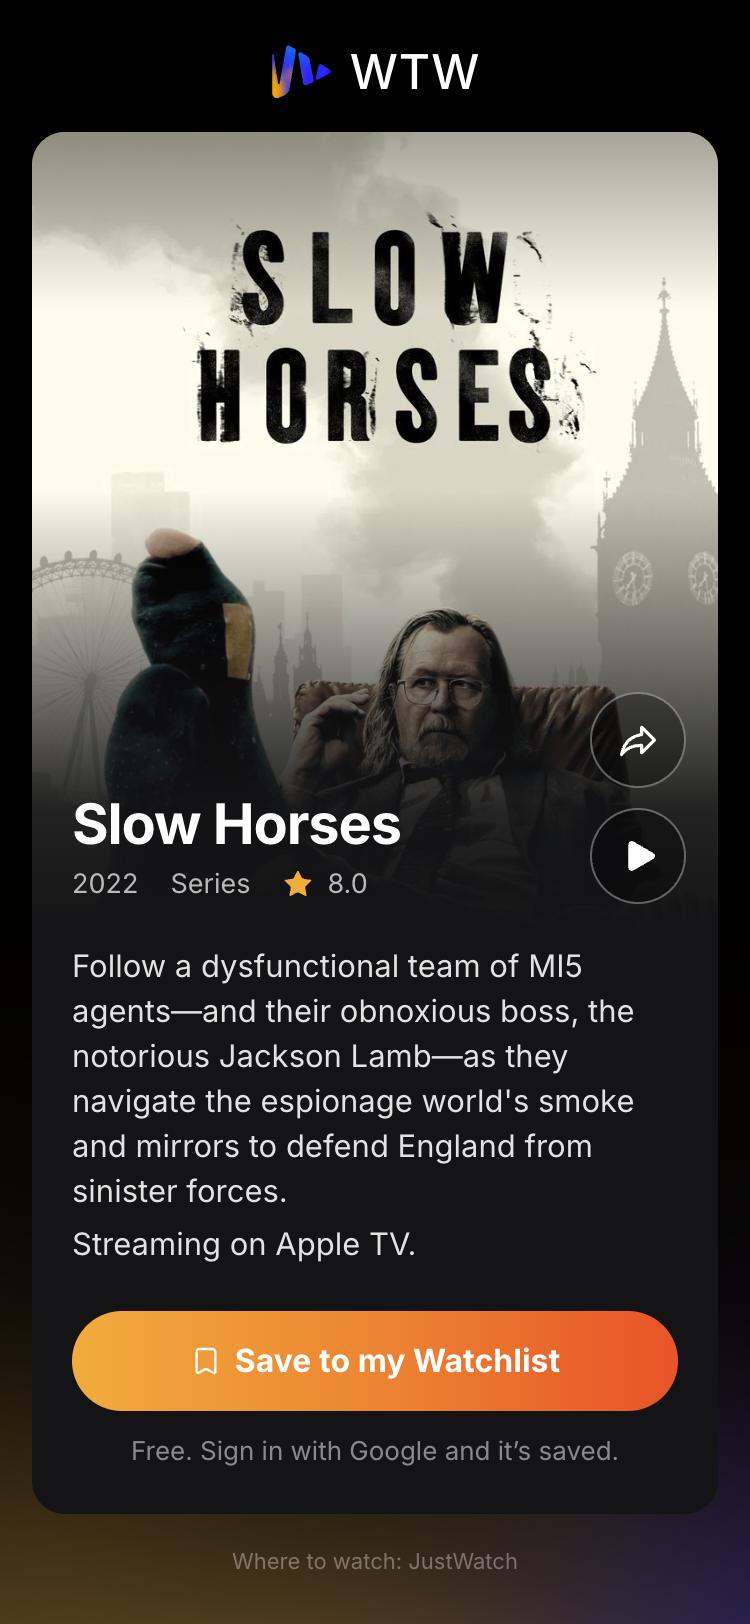 WTW
SLOW
HORSES
Slow Horses
2022 Series 8.0
Follow a dysfunctional team of MI5
agents—and their obnoxious boss, the
notorious Jackson Lamb—as they
navigate the espionage world's smoke
and mirrors to defend England from
sinister forces.
Streaming on Apple TV.
Save to my Watchlist
Free. Sign in with Google and it’s saved.
Where to watch: JustWatch